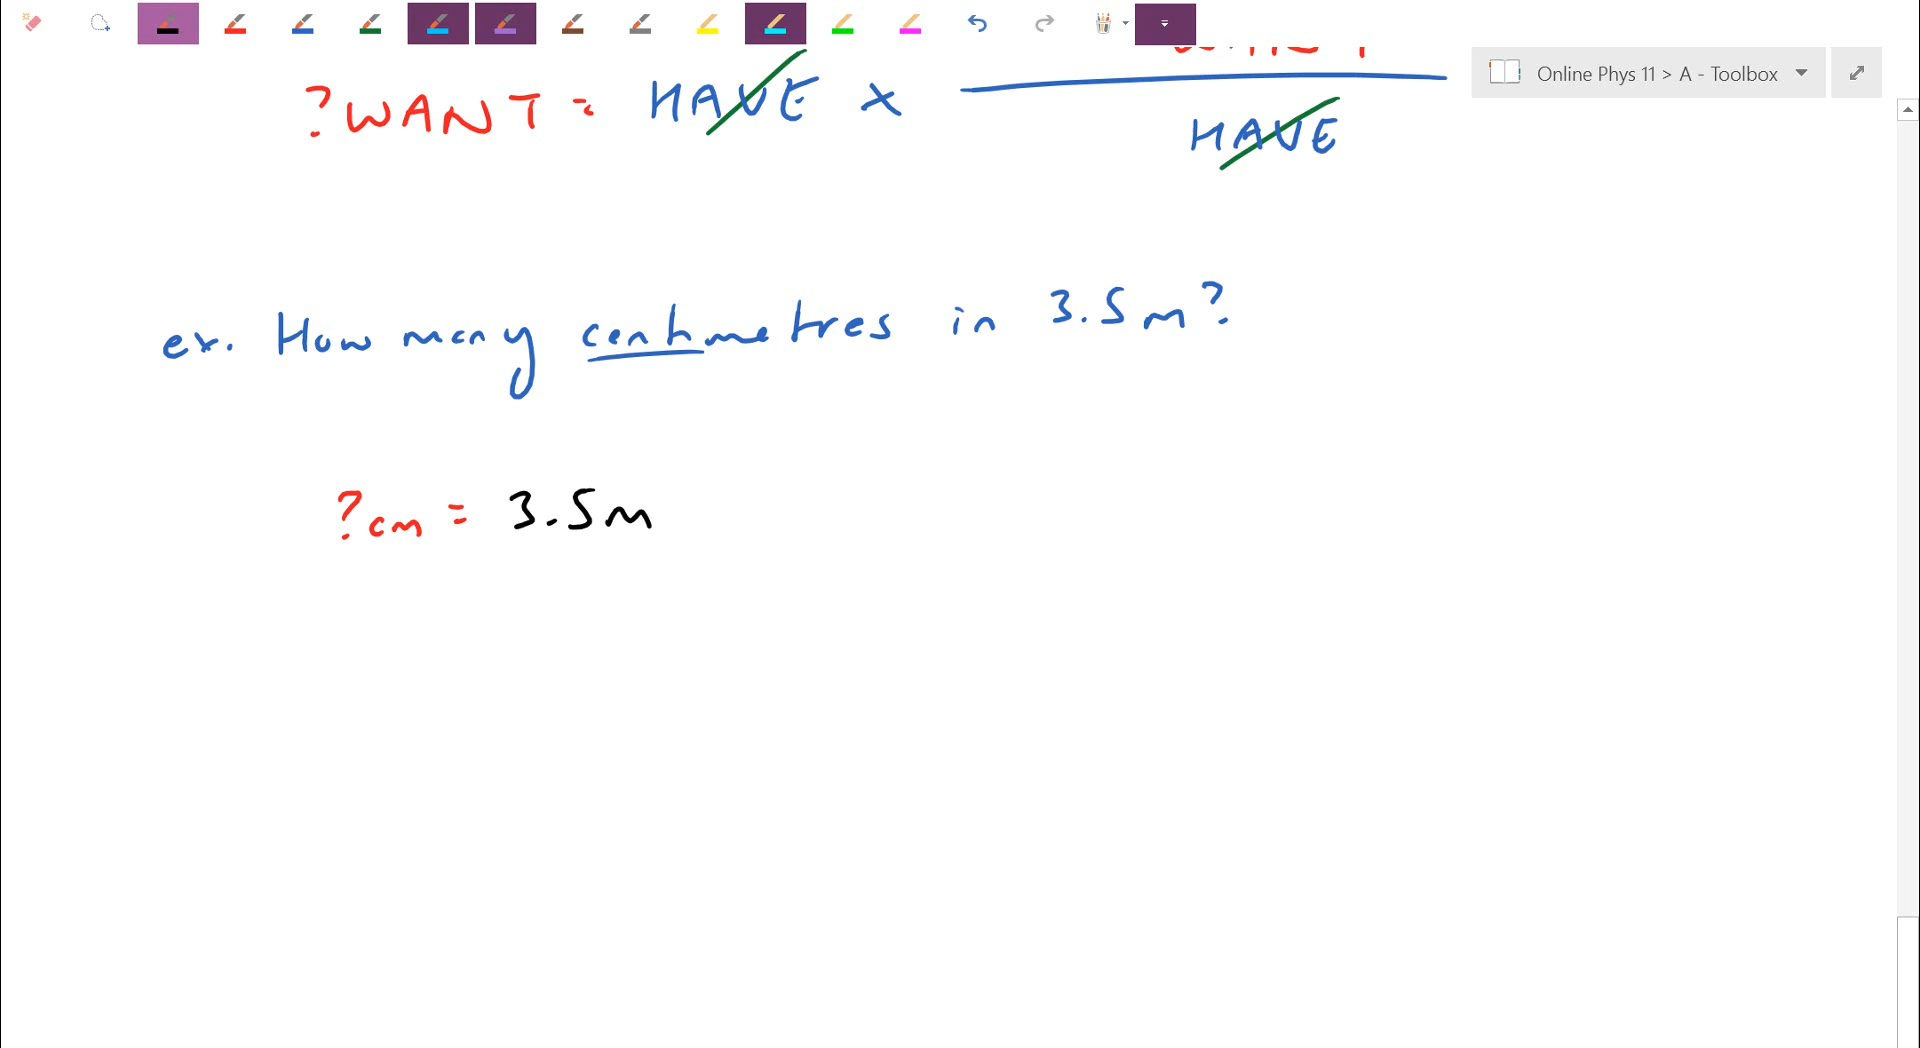 Online Phys 11 > A - Toolbox
?WANT = HAVE x
HAVE
ex. How many centimetres in 3.5m?
?cm = 3.5m